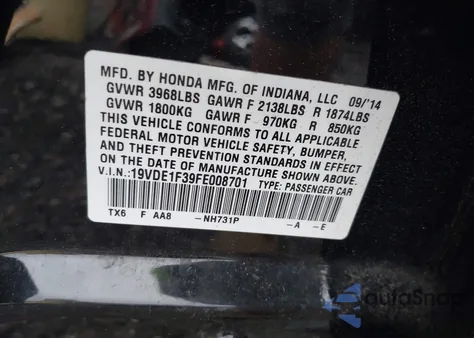 MFD. BY HONDA MFG. OF INDIANA, LLC 09/'14
GVWR 3968LBS GAWR F 2138LBS R 1874LBS
GVWR 1800KG GAWR F 970KG R 850KG
THIS VEHICLE CONFORMS TO ALL APPLICABLE
FEDERAL MOTOR VEHICLE SAFETY, BUMPER,
AND THEFT PREVENTION STANDARDS IN EFFECT
ON THE DATE OF MANUFACTURE SHOWN ABOVE.
V.I.N.:19VDE1F39FE008701 TYPE: PASSENGER CAR
TX6 F AA8 -NH731P -A -E
autoSnap